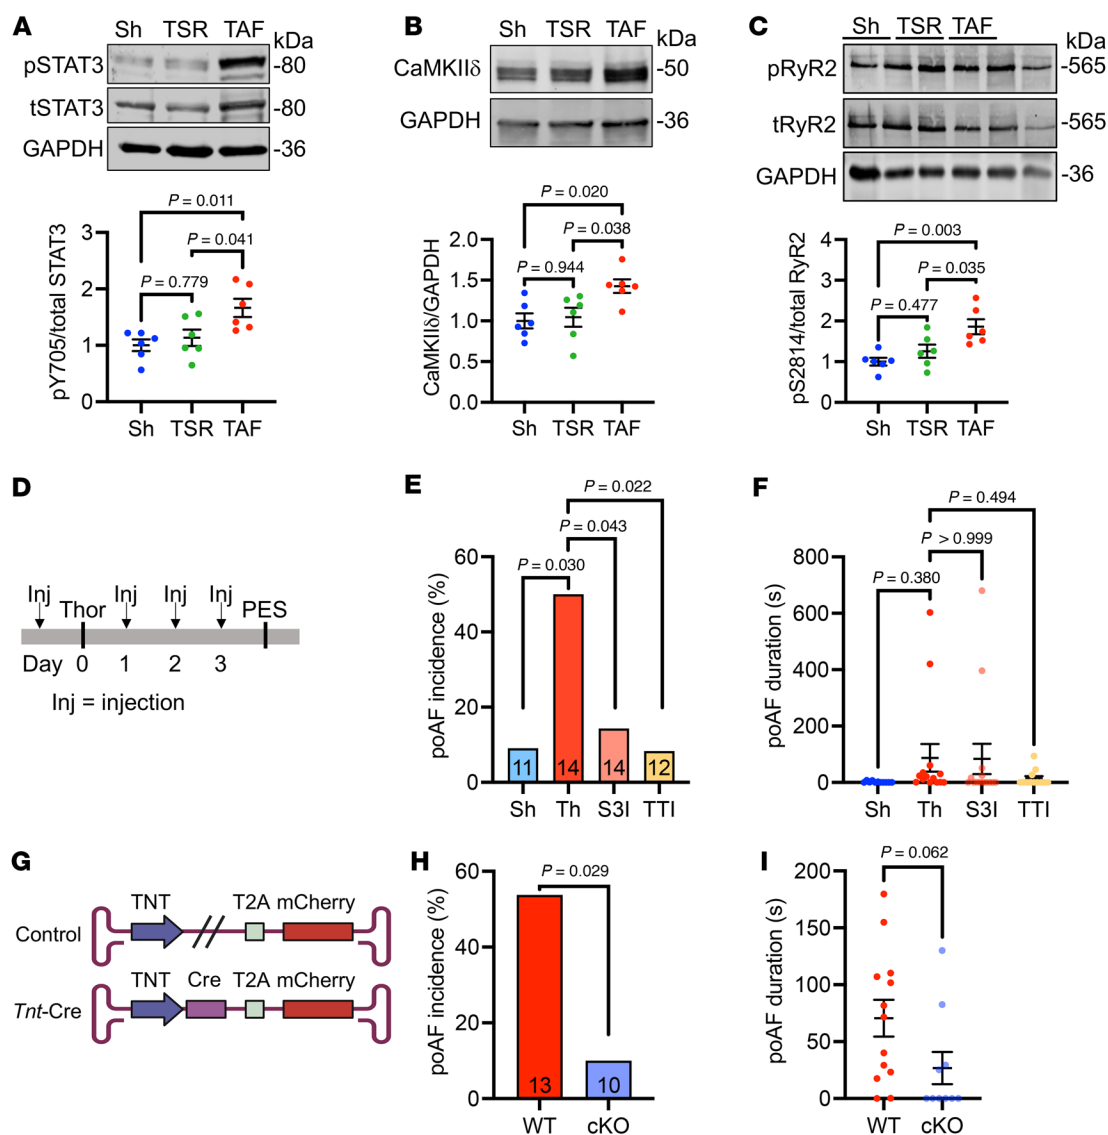 A
Sh TSR TAF
kDa
pSTAT3
-80
tSTAT3
-80
GAPDH
-36
P = 0.011
P = 0.041
P = 0.779
pY705/total STAT3
3
2
1
0
Sh TSR TAF
B
Sh TSR TAF
kDa
CaMKIIδ
-50
GAPDH
-36
P = 0.020
P = 0.038
P = 0.944
CaMKIIδ/GAPDH
2.0
1.5
1.0
0.5
0.0
Sh TSR TAF
C
Sh TSR TAF
kDa
pRyR2
-565
tRyR2
-565
GAPDH
-36
P = 0.003
P = 0.035
P = 0.477
pS2814/total RyR2
4
3
2
1
0
Sh TSR TAF
D
Inj Thor Inj Inj Inj PES
Day 0 1 2 3
Inj = injection
E
P = 0.022
P = 0.043
P = 0.030
poAF incidence (%)
60
40
20
0
11 14 14 12
Sh Th S3I TTI
F
P = 0.494
P > 0.999
P = 0.380
poAF duration (s)
800
600
400
200
0
Sh Th S3I TTI
G
TNT T2A mCherry
Control
TNT Cre T2A mCherry
Tnt-Cre
H
P = 0.029
poAF incidence (%)
60
40
20
0
13 10
WT cKO
I
P = 0.062
poAF duration (s)
200
150
100
50
0
WT cKO